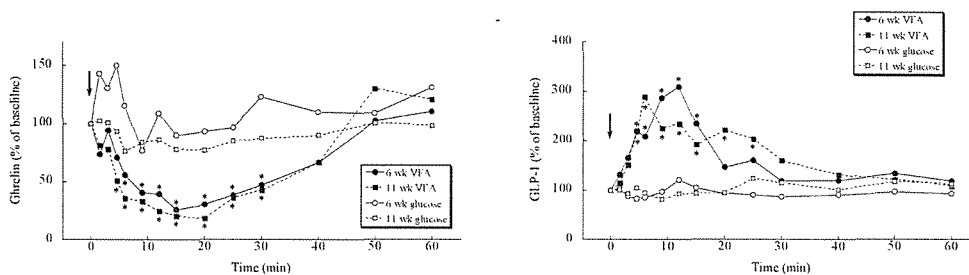 150
100
50
0
Ghrelin (% of baseline)
0
10
20
30
40
50
60
Time (min)
6 wk VFA
11 wk VFA
6 wk glucose
11 wk glucose
* * * * * * * * * * * * * *
400
300
200
100
0
GLP-1 (% of baseline)
0
10
20
30
40
50
60
Time (min)
6 wk VFA
11 wk VFA
6 wk glucose
11 wk glucose
* * * * * * * * * * *